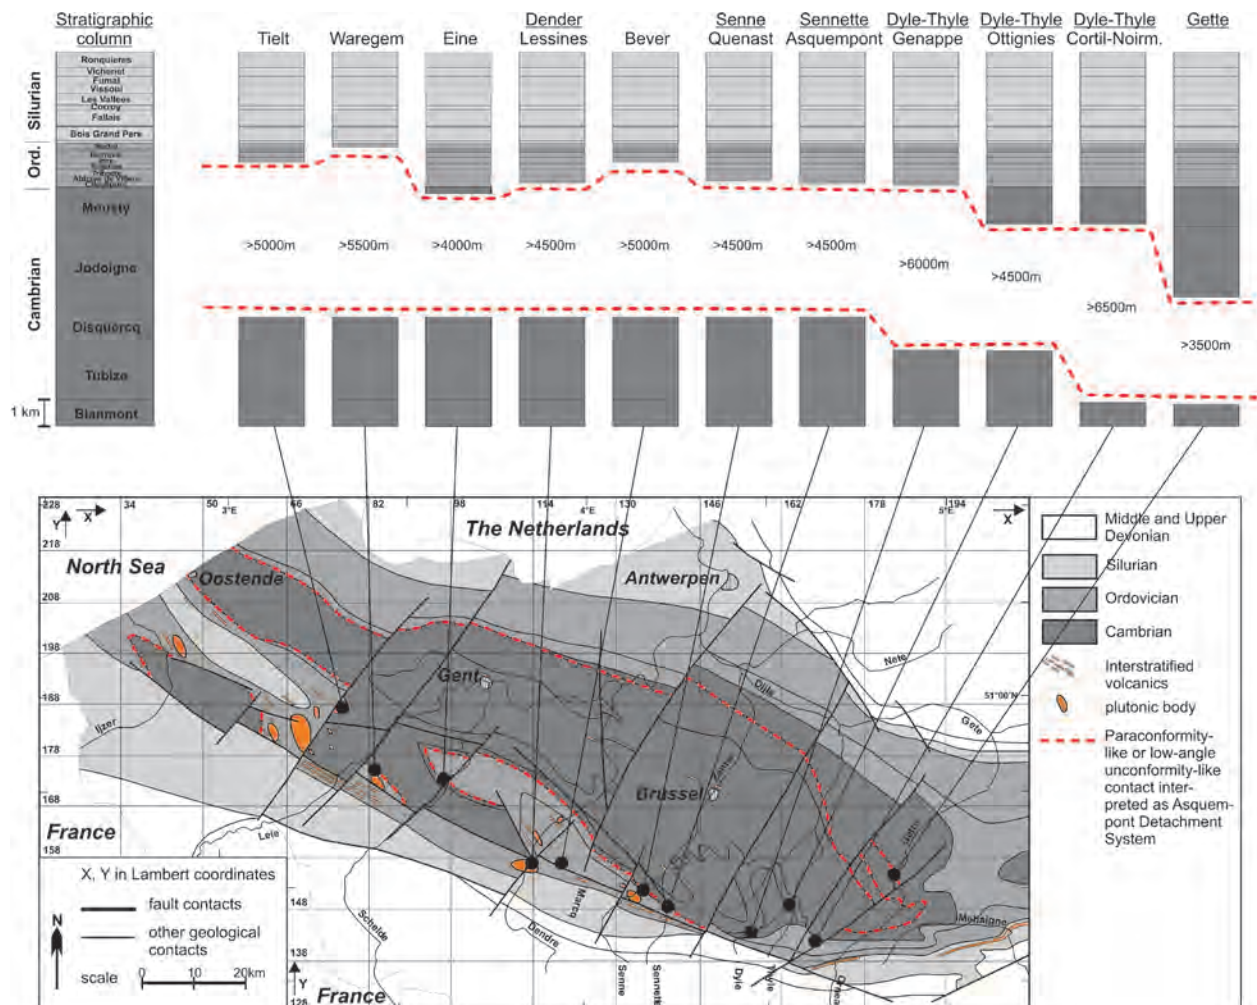 Stratigraphic
column
Tielt
Waregem
Eine
Dender
Lessines
Bever
Senne
Quenast
Sennette
Asquempont
Dyle-Thyle
Genappe
Dyle-Thyle
Ottignies
Dyle-Thyle
Cortil-Noirm.
Gette
Silurian
Ord.
Cambrian
1 km
Ronquieres
Vichenet
Fumal
Vissoul
Les Vallees
Corroy
Fallais
Bois Grand Pere
Mousty
Jodoigne
Oisquercq
Tubize
Blanmont
>5000m
>5500m
>4000m
>4500m
>5000m
>4500m
>4500m
>6000m
>4500m
>6500m
>3500m
228
34
50
3°E
66
82
98
114
4°E
130
146
162
178
5°E
194
X
Y
X
218
208
198
188
178
168
158
148
138
128
The Netherlands
North Sea
Oostende
Antwerpen
Gent
Brussel
France
France
Nete
Dijle
Gete
51°00'N
Ijzer
Leie
Schelde
Dendre
Marcq
Senne
Senne
Sennette
Dyle
Thyle
Gette
Mehaigne
Y
X, Y in Lambert coordinates
fault contacts
other geological
contacts
N
scale
0 10 20km
Middle and Upper
Devonian
Silurian
Ordovician
Cambrian
Interstratified
volcanics
plutonic body
Paraconformity-
like or low-angle
unconformity-like
contact inter-
preted as Asquem-
pont Detachment
System